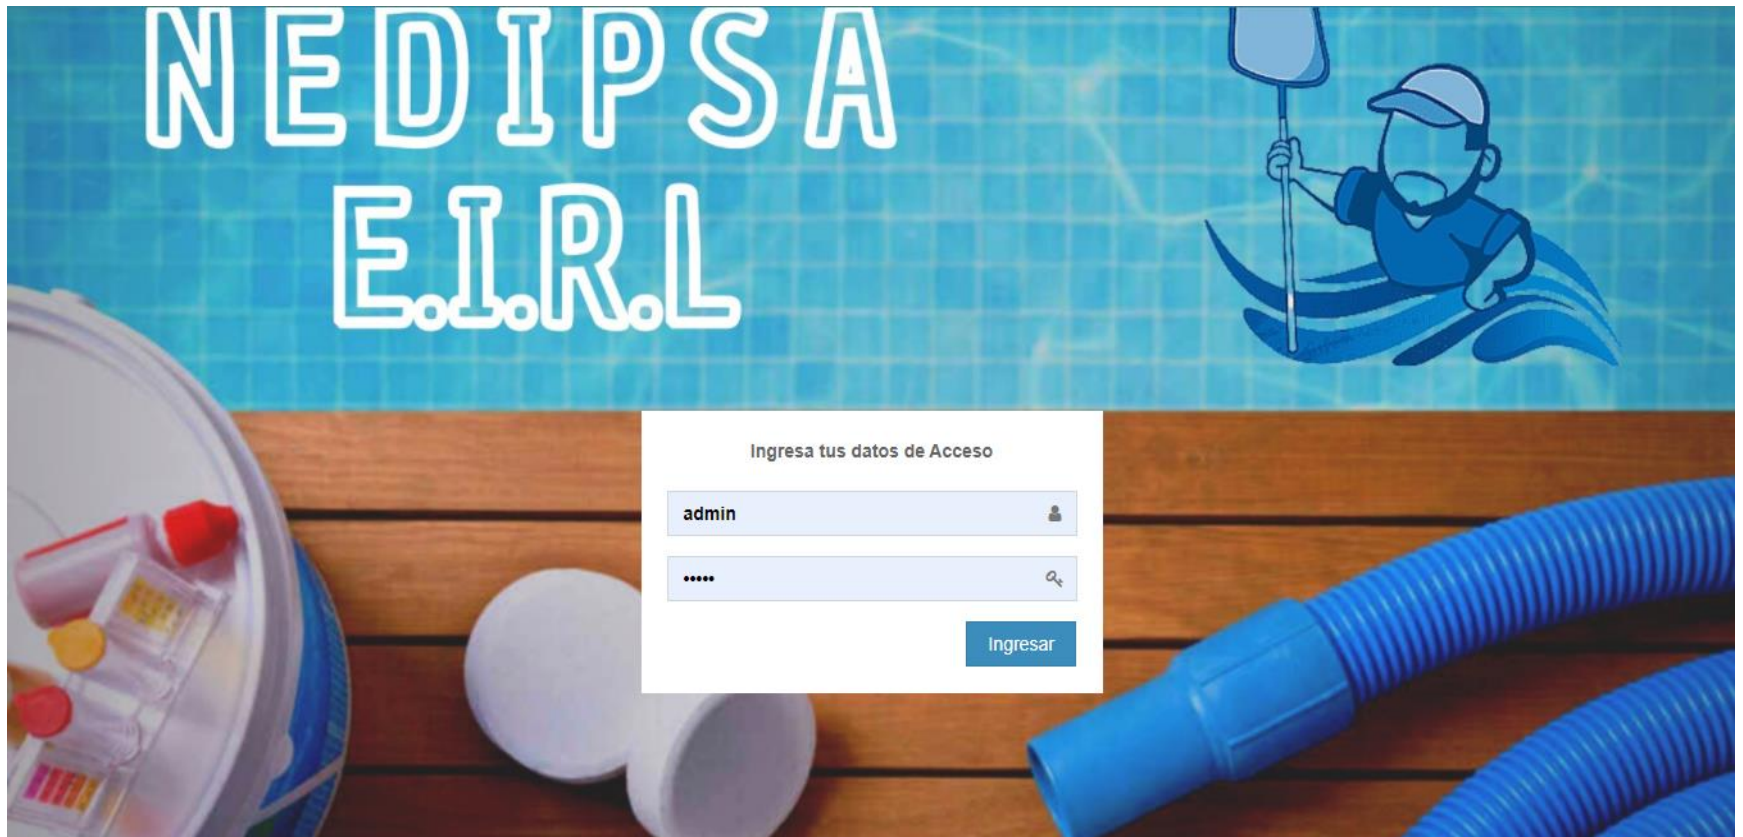 NEDIPSA
E.I.R.L
Ingresa tus datos de Acceso
admin
•••••
Ingresar